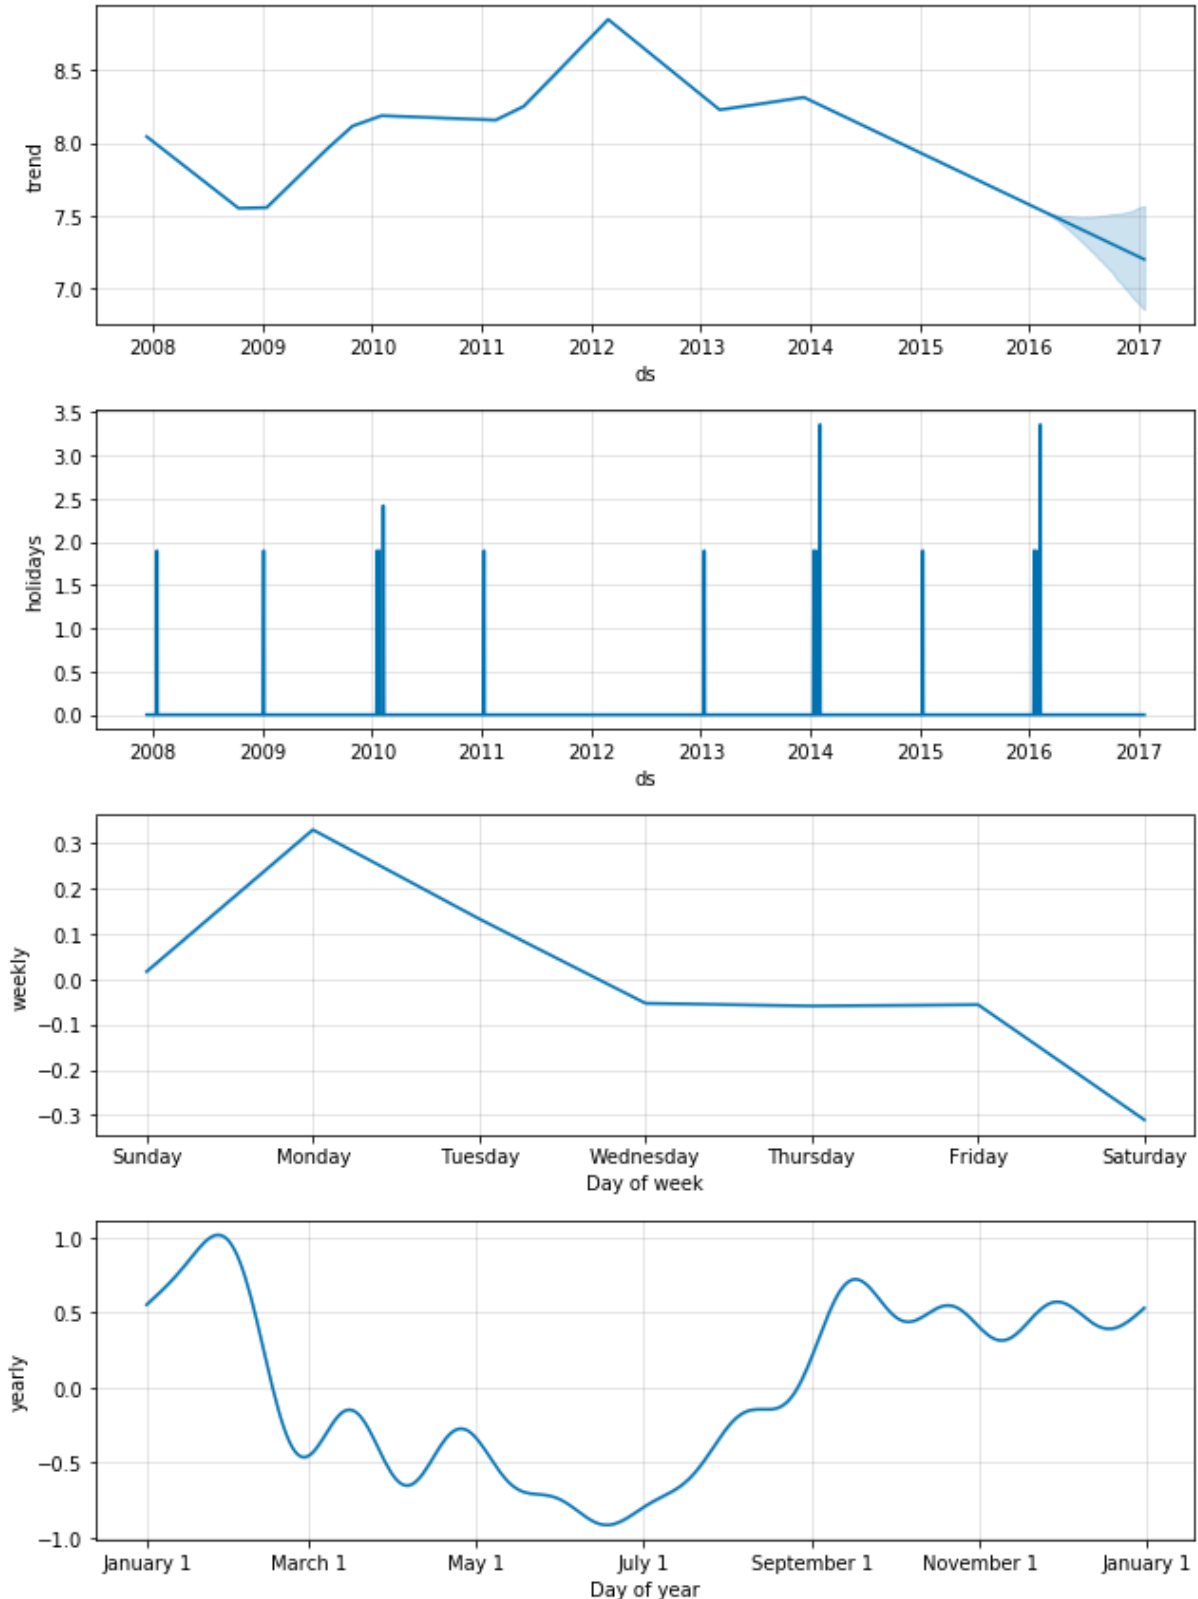 8.5
8.0
7.5
7.0
trend
2008 2009 2010 2011 2012 2013 2014 2015 2016 2017
ds
3.5
3.0
2.5
2.0
1.5
1.0
0.5
0.0
holidays
2008 2009 2010 2011 2012 2013 2014 2015 2016 2017
ds
0.3
0.2
0.1
0.0
−0.1
−0.2
−0.3
weekly
Sunday Monday Tuesday Wednesday Thursday Friday Saturday
Day of week
1.0
0.5
0.0
−0.5
−1.0
yearly
January 1 March 1 May 1 July 1 September 1 November 1 January 1
Day of year